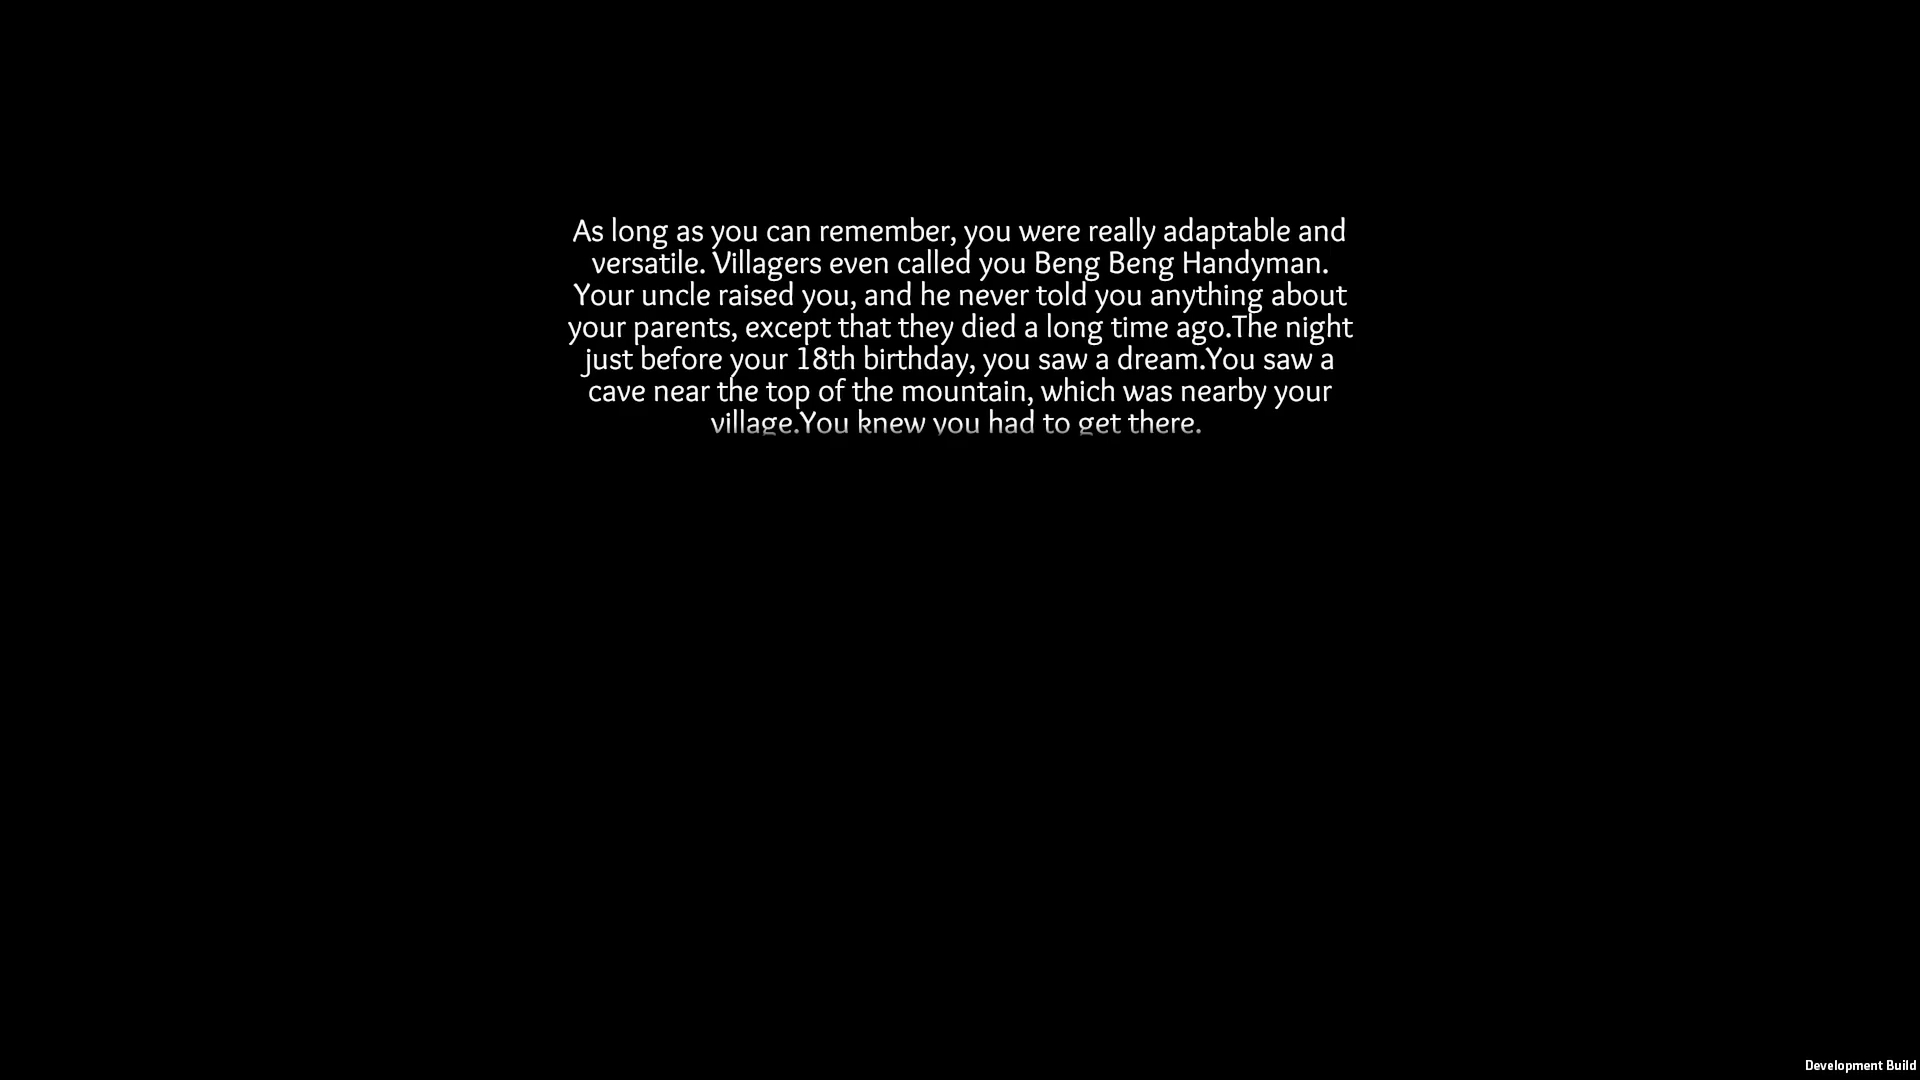 As long as you can remember, you were really adaptable and
versatile. Villagers even called you Beng Beng Handyman.
Your uncle raised you, and he never told you anything about
your parents, except that they died a long time ago.The night
just before your 18th birthday, you saw a dream.You saw a
cave near the top of the mountain, which was nearby your
village.You knew you had to get there.
Development Build